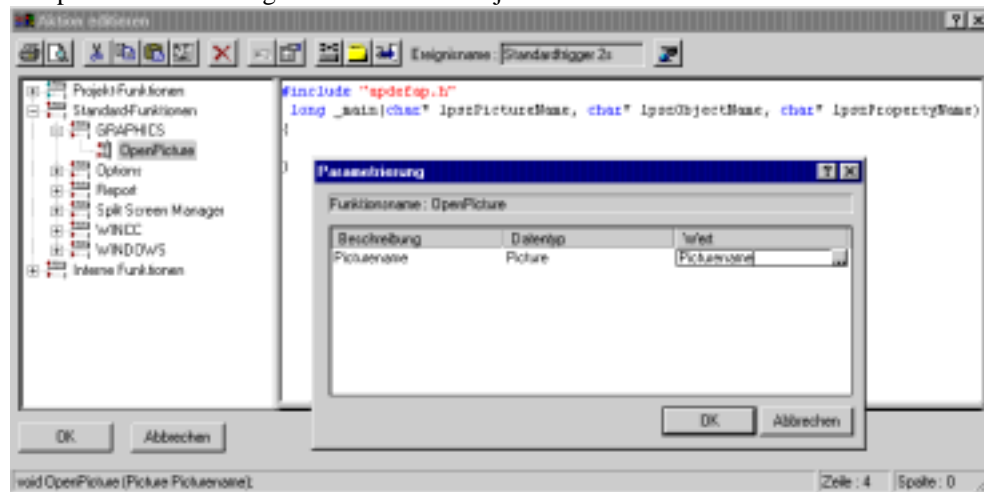 Aktion editieren
Ereignisname : Standardtrigger 2s
Projekt-Funktionen
Standard-Funktionen
GRAPHICS
OpenPicture
Options
Report
Split Screen Manager
WINCC
WINDOWS
Interne Funktionen
#include "apdefap.h"
long _main(char* lpszPictureName, char* lpszObjectName, char* lpszPropertyName)
{
}
Parametrierung
Funktionsname : OpenPicture
Beschreibung Datentyp Wert
Picturename Picture Picturename ...
OK Abbrechen
OK Abbrechen
void OpenPicture (Picture Picturename);
Zeile : 4 Spalte : 0